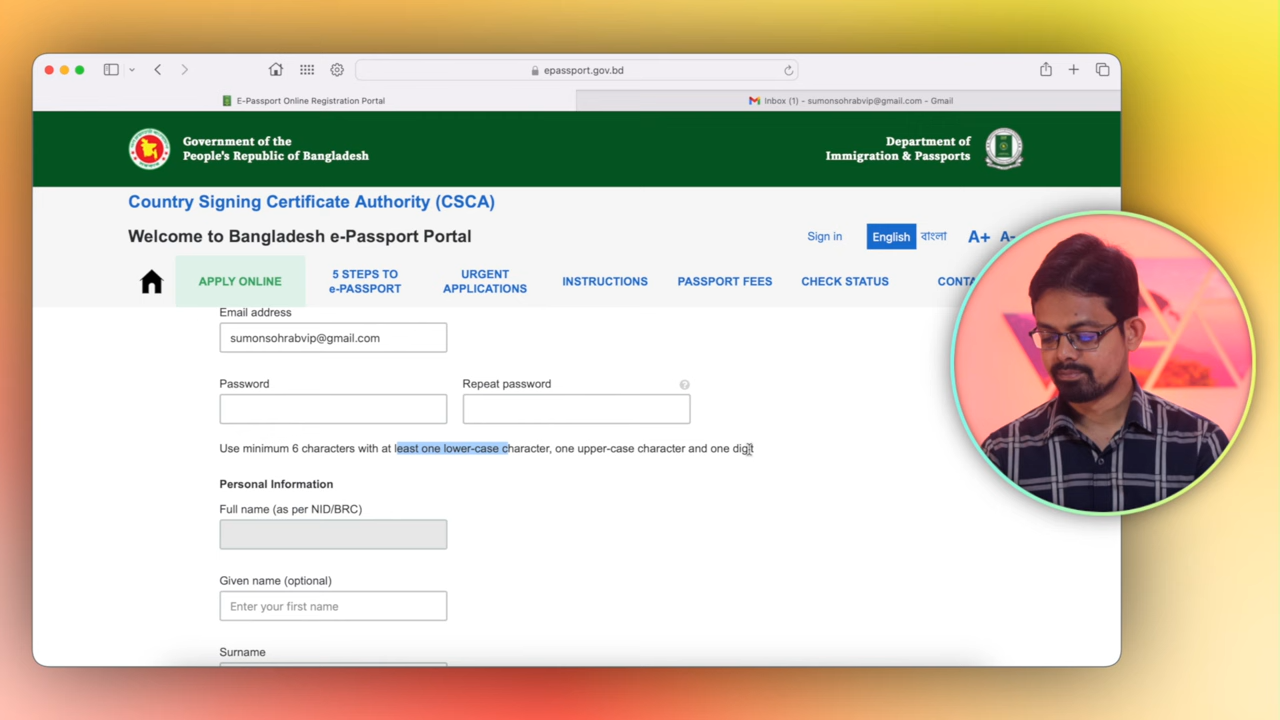 epassport.gov.bd
E-Passport Online Registration Portal
Inbox (1) - sumonsohrabvip@gmail.com - Gmail
Government of the
People's Republic of Bangladesh
Department of
Immigration & Passports
Country Signing Certificate Authority (CSCA)
Welcome to Bangladesh e-Passport Portal
Sign in
English
বাংলা
A+
A-
APPLY ONLINE
5 STEPS TO
e-PASSPORT
URGENT
APPLICATIONS
INSTRUCTIONS
PASSPORT FEES
CHECK STATUS
CONTA
Email address
sumonsohrabvip@gmail.com
Password
Repeat password
?
Use minimum 6 characters with at least one lower-case character, one upper-case character and one digit
Personal Information
Full name (as per NID/BRC)
Given name (optional)
Enter your first name
Surname